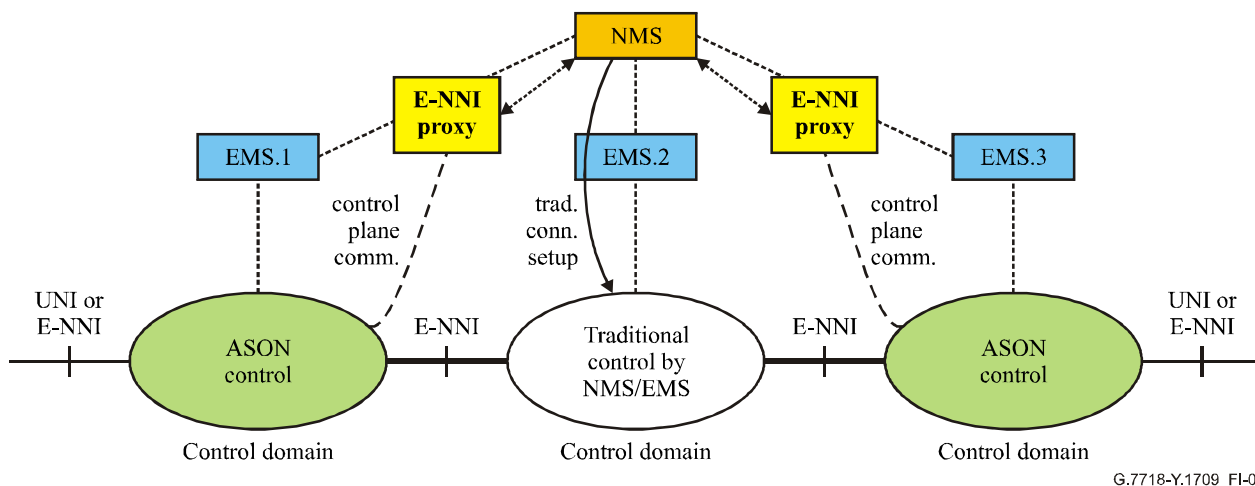 NMS
E-NNI
proxy
E-NNI
proxy
EMS.1
EMS.2
EMS.3
control
plane
comm.
trad.
conn.
setup
control
plane
comm.
UNI or
E-NNI
E-NNI
E-NNI
UNI or
E-NNI
ASON
control
Traditional
control by
NMS/EMS
ASON
control
Control domain
Control domain
Control domain
G.7718-Y.1709_FI-0